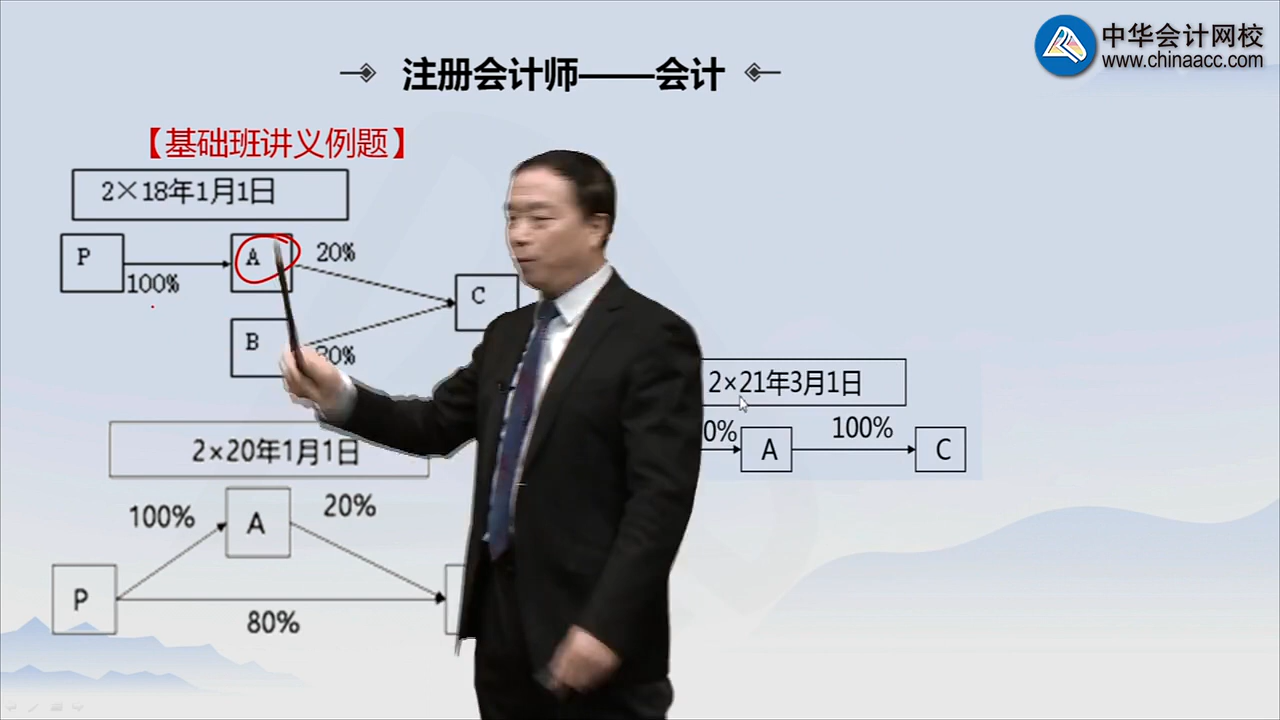 中华会计网校
www.chinaacc.com
注册会计师——会计
【基础班讲义例题】
2×18年1月1日
P
100%
A
20%
C
B
80%
2×21年3月1日
0%
A
100%
C
2×20年1月1日
100%
A
20%
P
80%